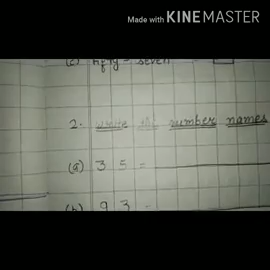 Made with KINEMASTER
(c) fifty - seven
2. write the number names
(a) 3 5 =
(b) 9 3 =